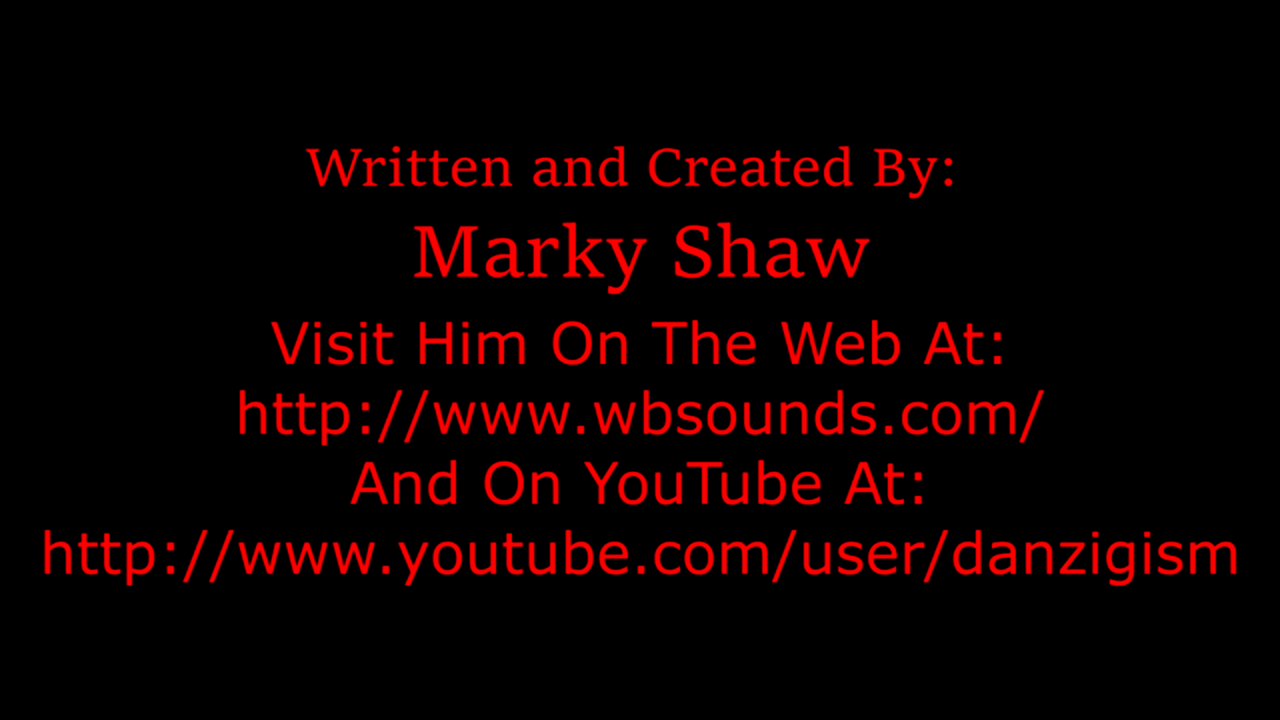 Written and Created By:
Marky Shaw
Visit Him On The Web At:
http://www.wbsounds.com/
And On YouTube At:
http://www.youtube.com/user/danzigism